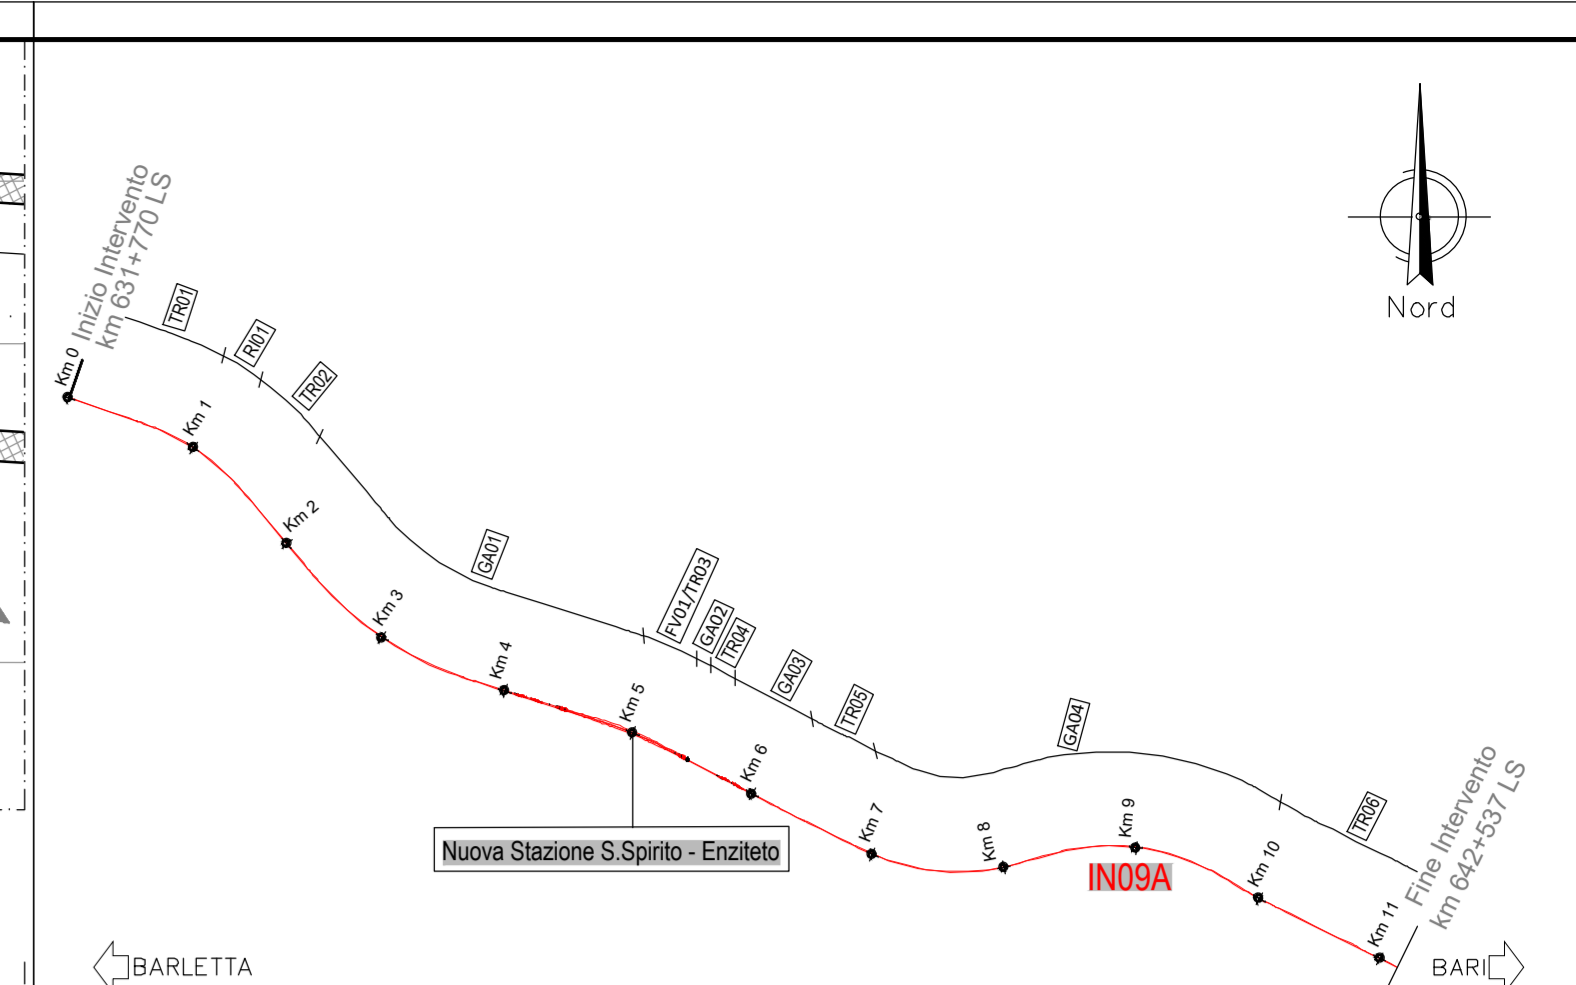 Nord
Inizio Intervento
km 631+770 LS
TR01
RI01
TR02
GA01
FV01/TR03
GA02
TR04
GA03
TR05
GA04
TR06
Km 0
Km 1
Km 2
Km 3
Km 4
Km 5
Km 6
Km 7
Km 8
Km 9
Km 10
Km 11
Fine Intervento
km 642+537 LS
Nuova Stazione S.Spirito - Enziteto
IN09A
BARLETTA
BARI